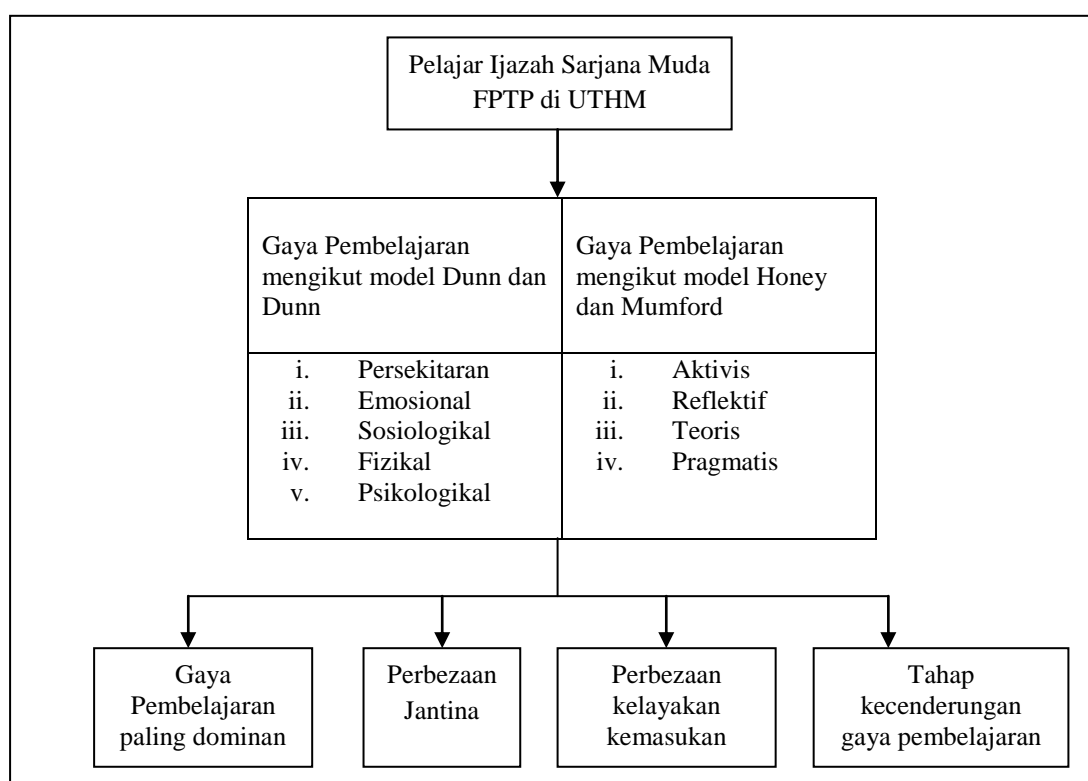 Pelajar Ijazah Sarjana Muda
FPTP di UTHM
Gaya Pembelajaran
mengikut model Dunn dan
Dunn
Gaya Pembelajaran
mengikut model Honey
dan Mumford
i. Persekitaran
ii. Emosional
iii. Sosiologikal
iv. Fizikal
v. Psikologikal
i. Aktivis
ii. Reflektif
iii. Teoris
iv. Pragmatis
Gaya
Pembelajaran
paling dominan
Perbezaan
Jantina
Perbezaan
kelayakan
kemasukan
Tahap
kecenderungan
gaya pembelajaran